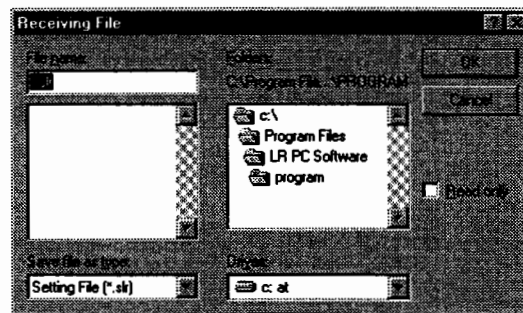 Receiving File
File name:
Folders:
C:\Program File...\PROGRAM
OK
Cancel
c:\
Program Files
LR PC Software
program
Read only
Save file as type:
Setting File (*.slr)
Drives:
c: at